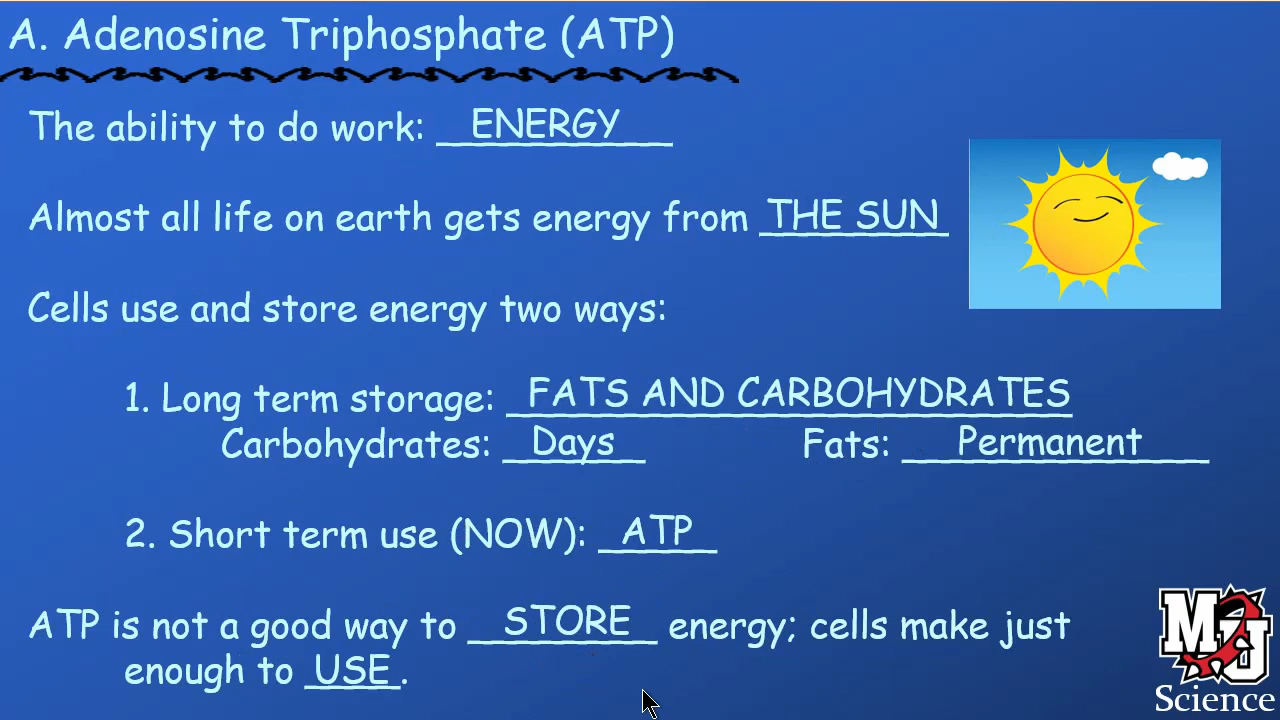 A. Adenosine Triphosphate (ATP)
The ability to do work: ENERGY
Almost all life on earth gets energy from THE SUN
Cells use and store energy two ways:
1. Long term storage: FATS AND CARBOHYDRATES
Carbohydrates: Days Fats: Permanent
2. Short term use (NOW): ATP
ATP is not a good way to STORE energy; cells make just
enough to USE.
MU
Science